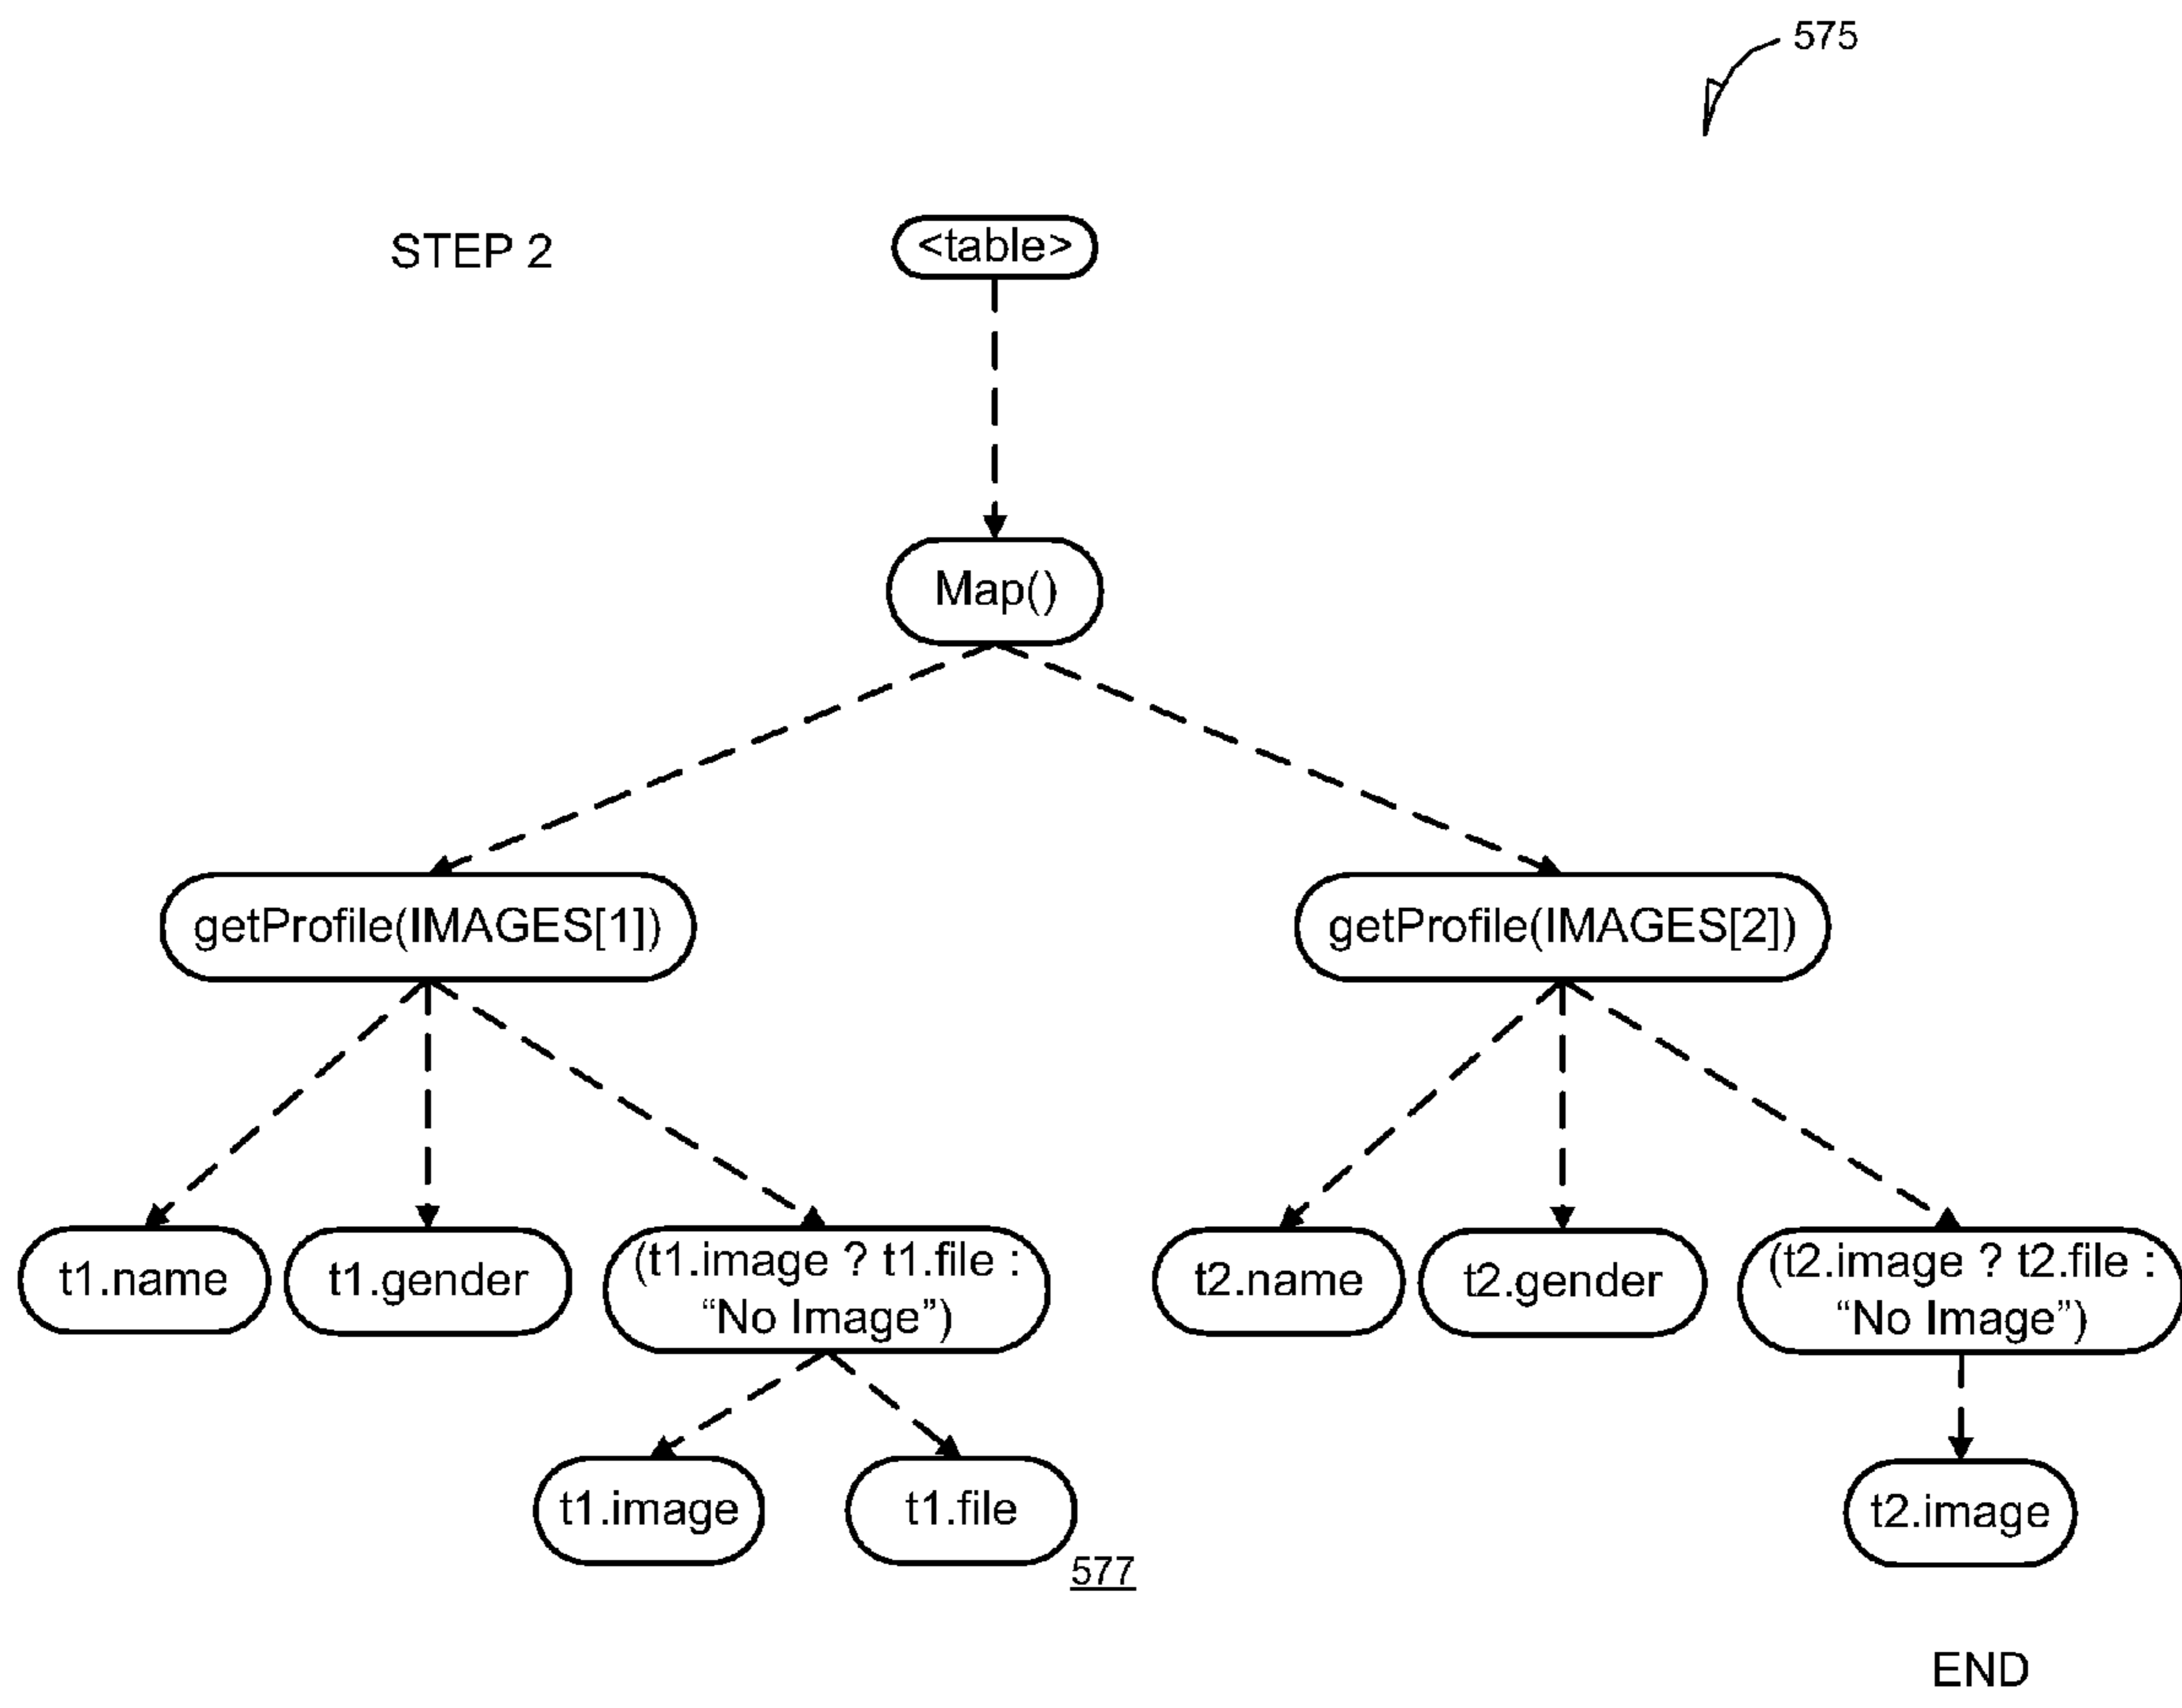 575
STEP 2
<table>
Map()
getProfile(IMAGES[1])
getProfile(IMAGES[2])
t1.name
t1.gender
(t1.image ? t1.file :
“No Image”)
t2.name
t2.gender
(t2.image ? t2.file :
“No Image”)
t1.image
t1.file
t2.image
577
END